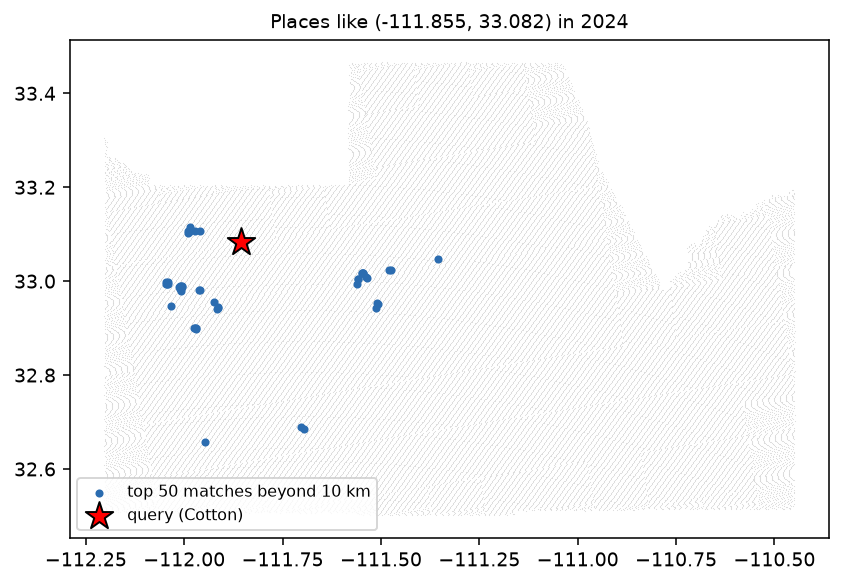 Places like (-111.855, 33.082) in 2024
33.4
33.2
33.0
32.8
32.6
top 50 matches beyond 10 km
query (Cotton)
−112.25 −112.00 −111.75 −111.50 −111.25 −111.00 −110.75 −110.50